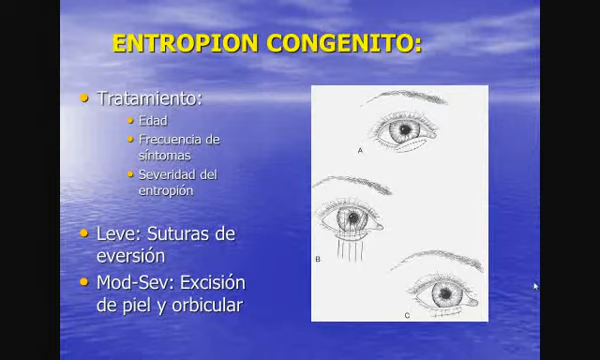 ENTROPION CONGENITO:
Tratamiento:
Edad
Frecuencia de
síntomas
Severidad del
entropión
Leve: Suturas de
eversión
Mod-Sev: Excisión
de piel y orbicular
A
B
C